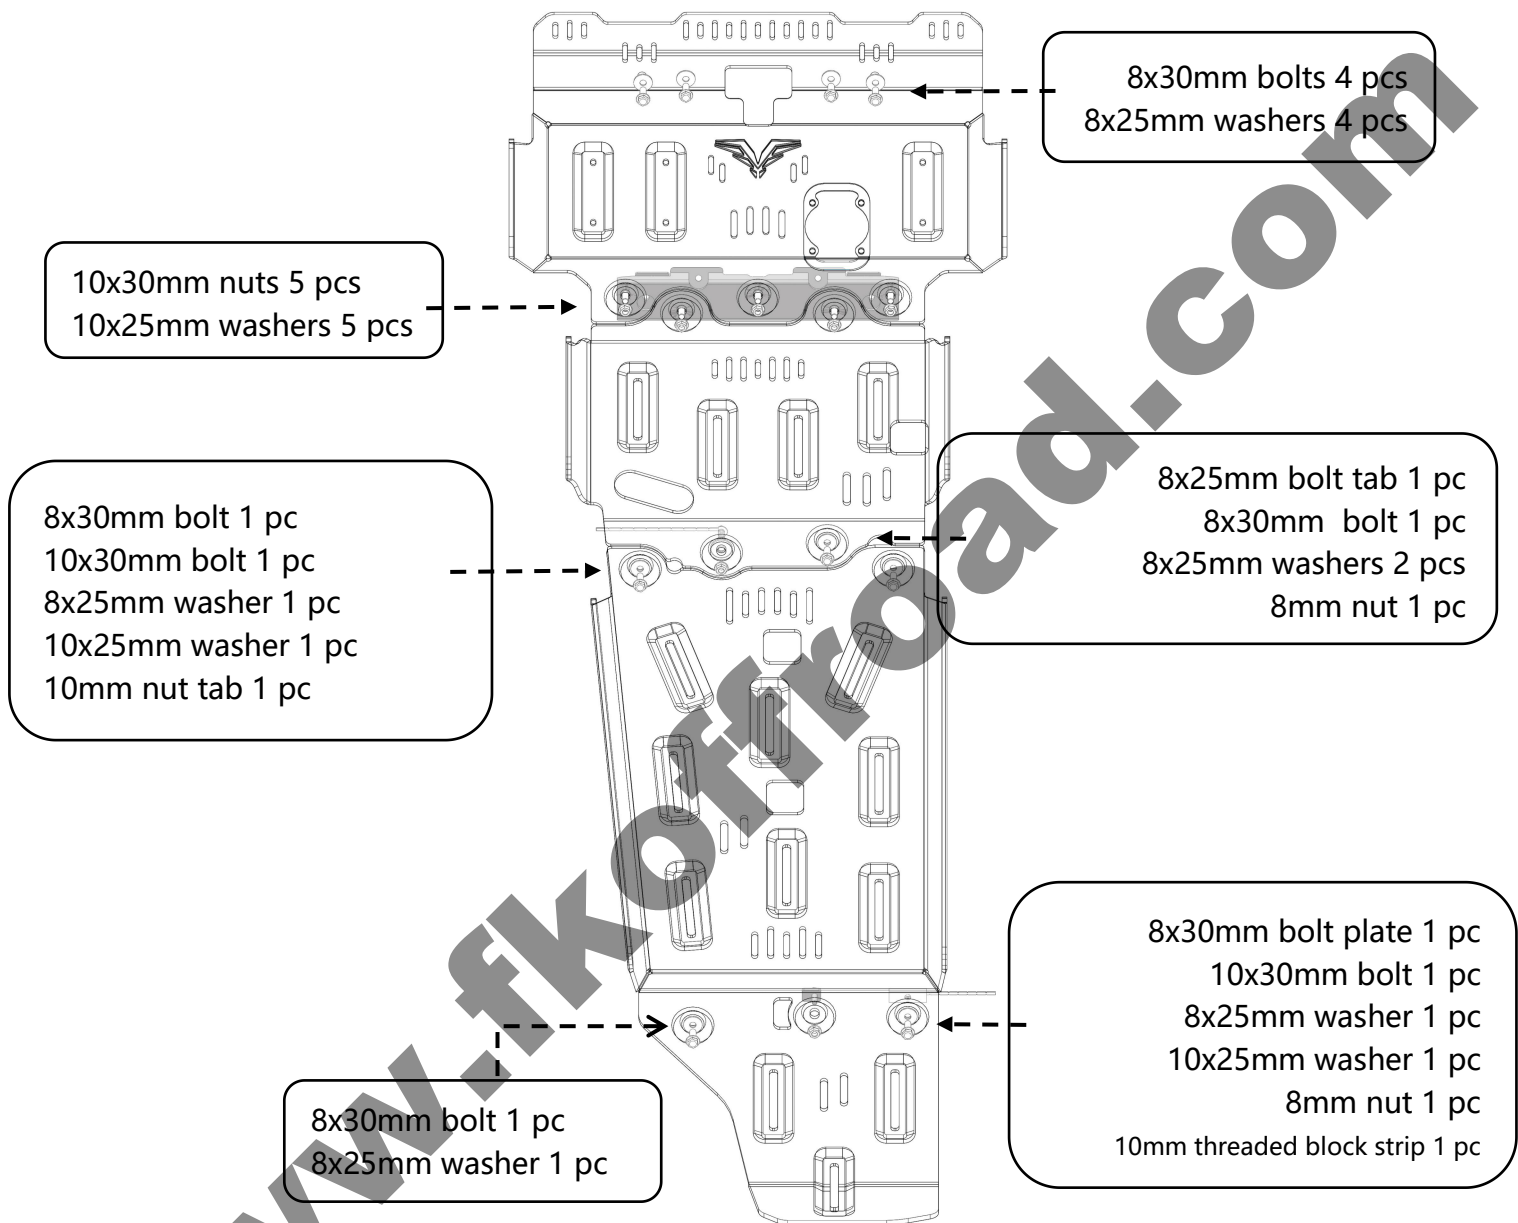 8x30mm bolts 4 pcs
8x25mm washers 4 pcs
10x30mm nuts 5 pcs
10x25mm washers 5 pcs
8x25mm bolt tab 1 pc
8x30mm bolt 1 pc
8x25mm washers 2 pcs
8mm nut 1 pc
8x30mm bolt 1 pc
10x30mm bolt 1 pc
8x25mm washer 1 pc
10x25mm washer 1 pc
10mm nut tab 1 pc
8x30mm bolt plate 1 pc
10x30mm bolt 1 pc
8x25mm washer 1 pc
10x25mm washer 1 pc
8mm nut 1 pc
10mm threaded block strip 1 pc
8x30mm bolt 1 pc
8x25mm washer 1 pc
www.fkoffroad.com